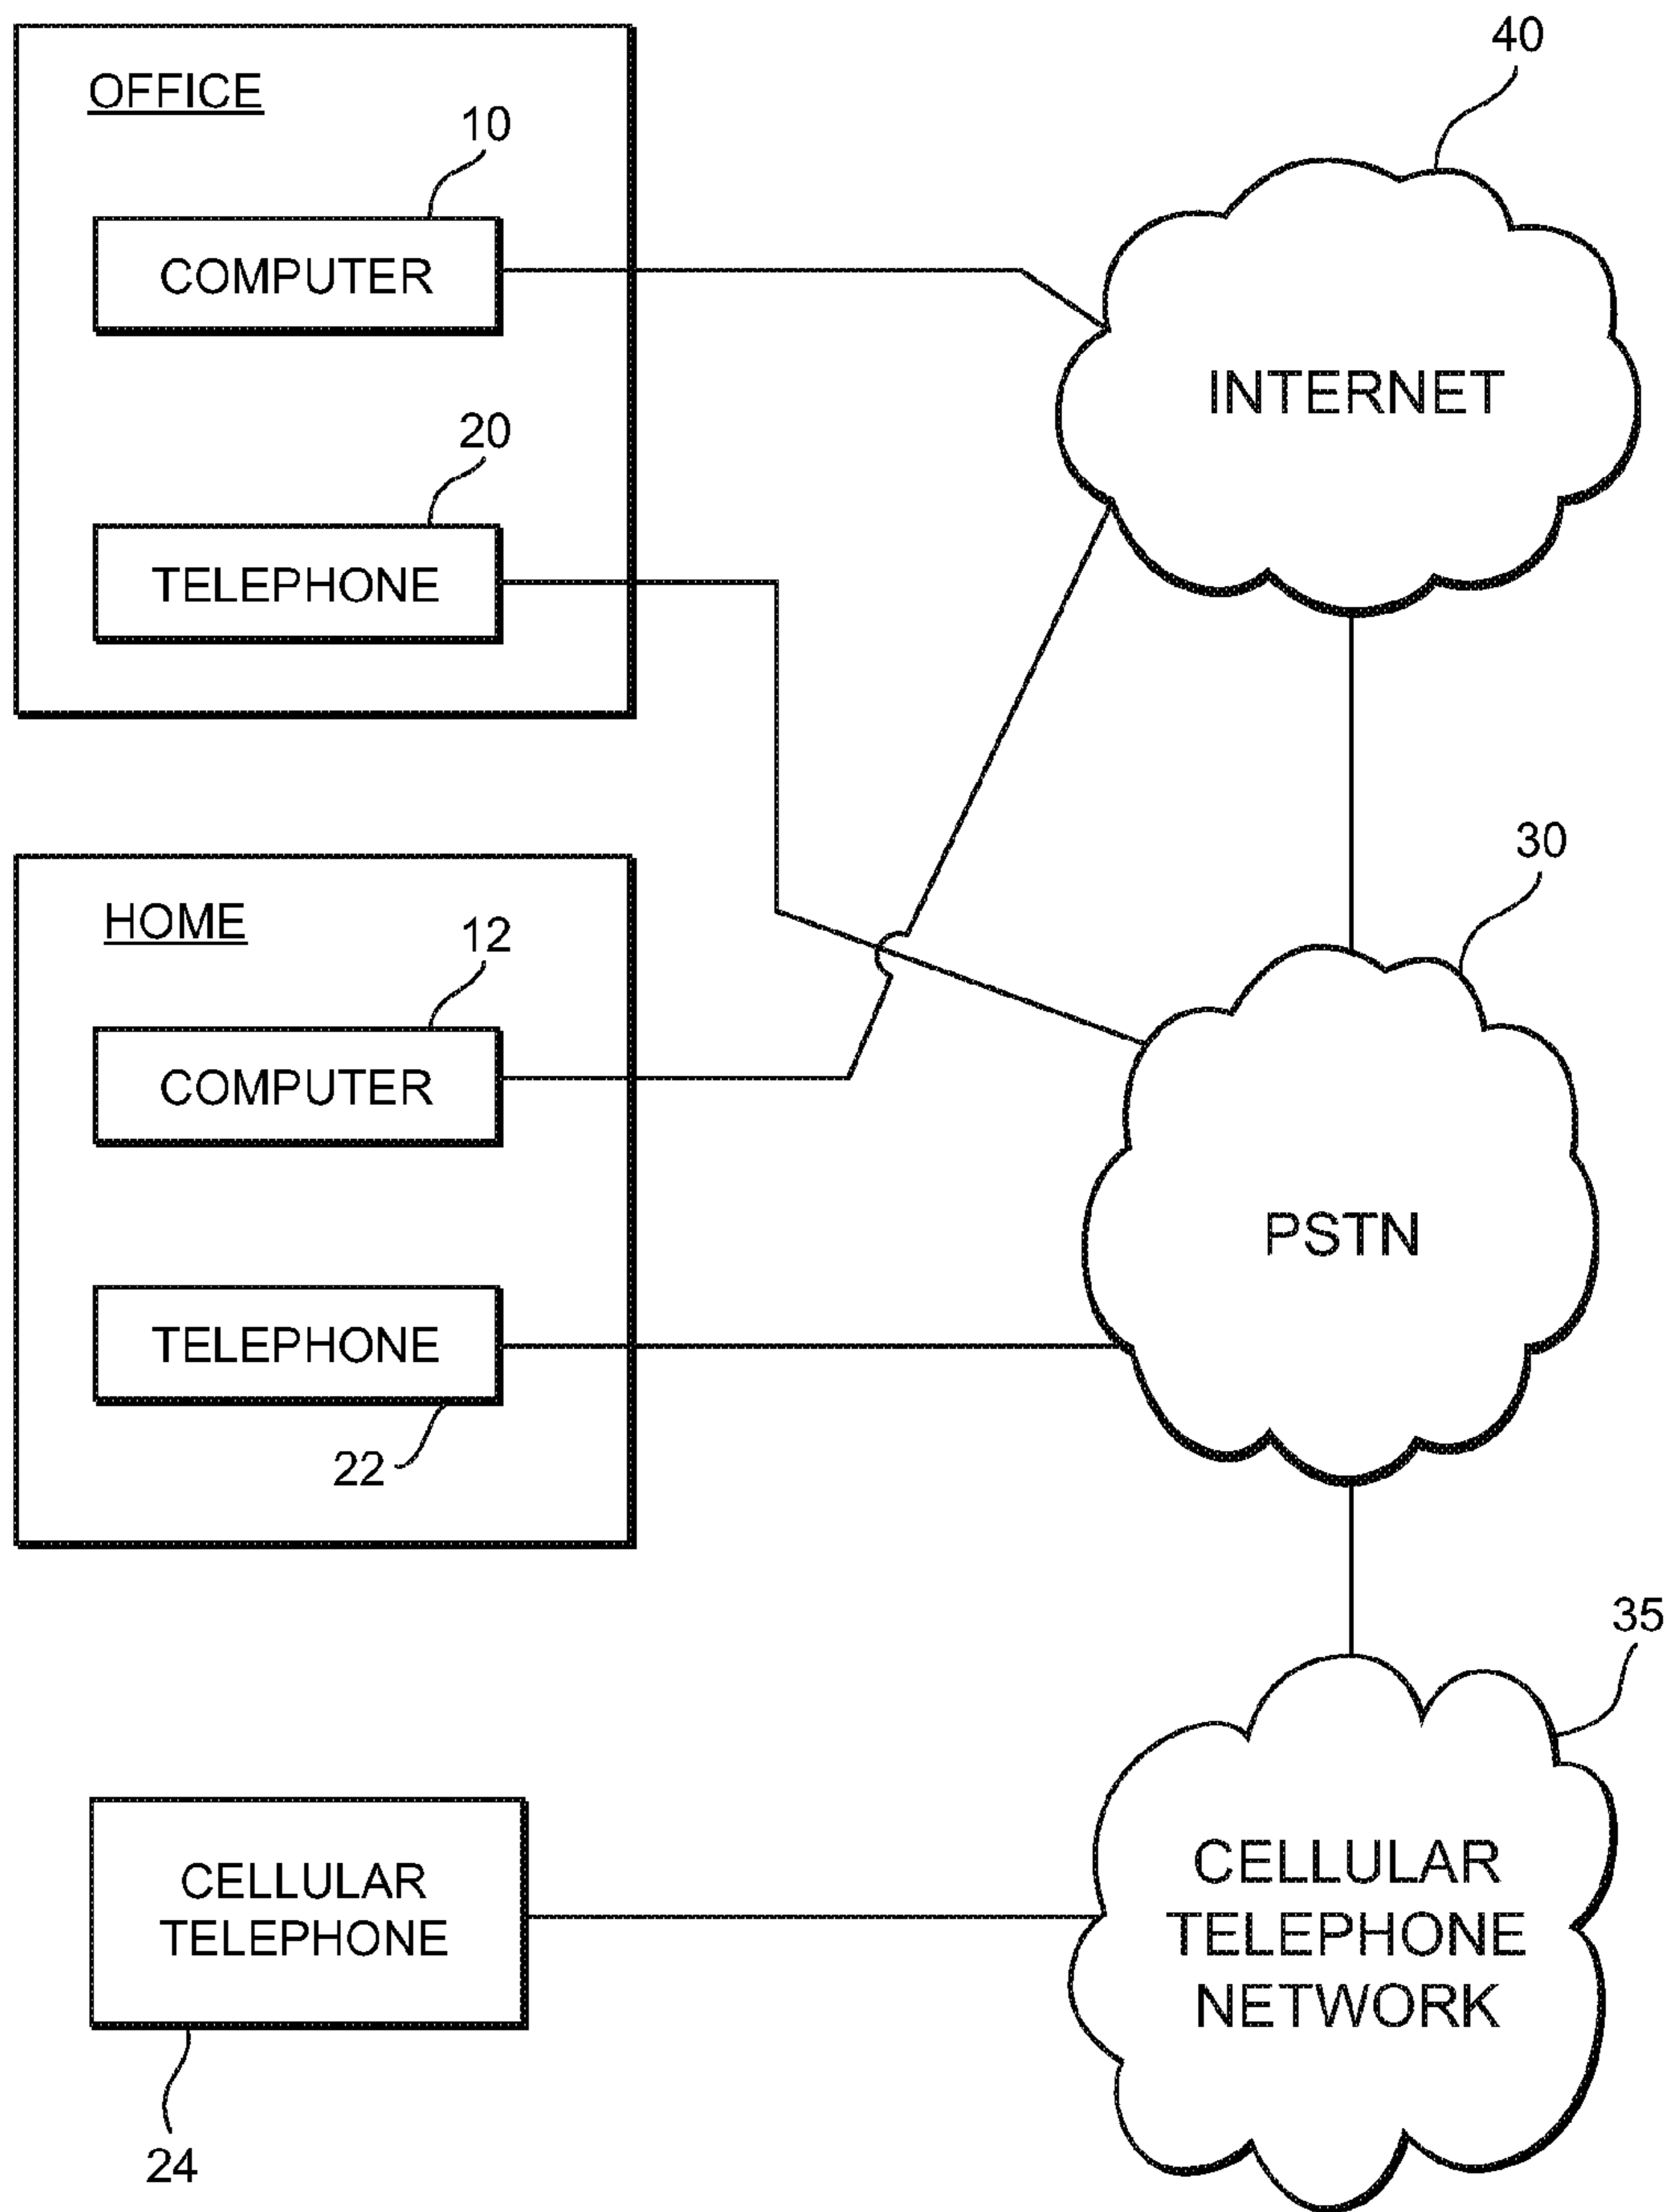 40
OFFICE
10
COMPUTER
INTERNET
20
TELEPHONE
30
HOME
12
COMPUTER
PSTN
TELEPHONE
22
35
CELLULAR
TELEPHONE
24
CELLULAR
TELEPHONE
NETWORK